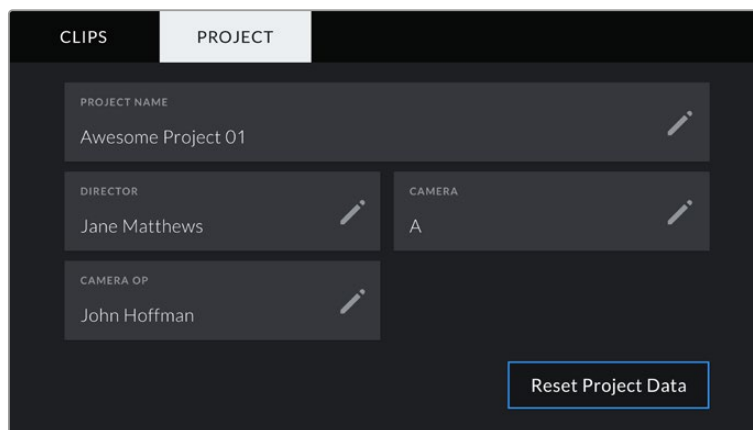 CLIPS PROJECT
PROJECT NAME
Awesome Project 01
DIRECTOR
Jane Matthews
CAMERA
A
CAMERA OP
John Hoffman
Reset Project Data